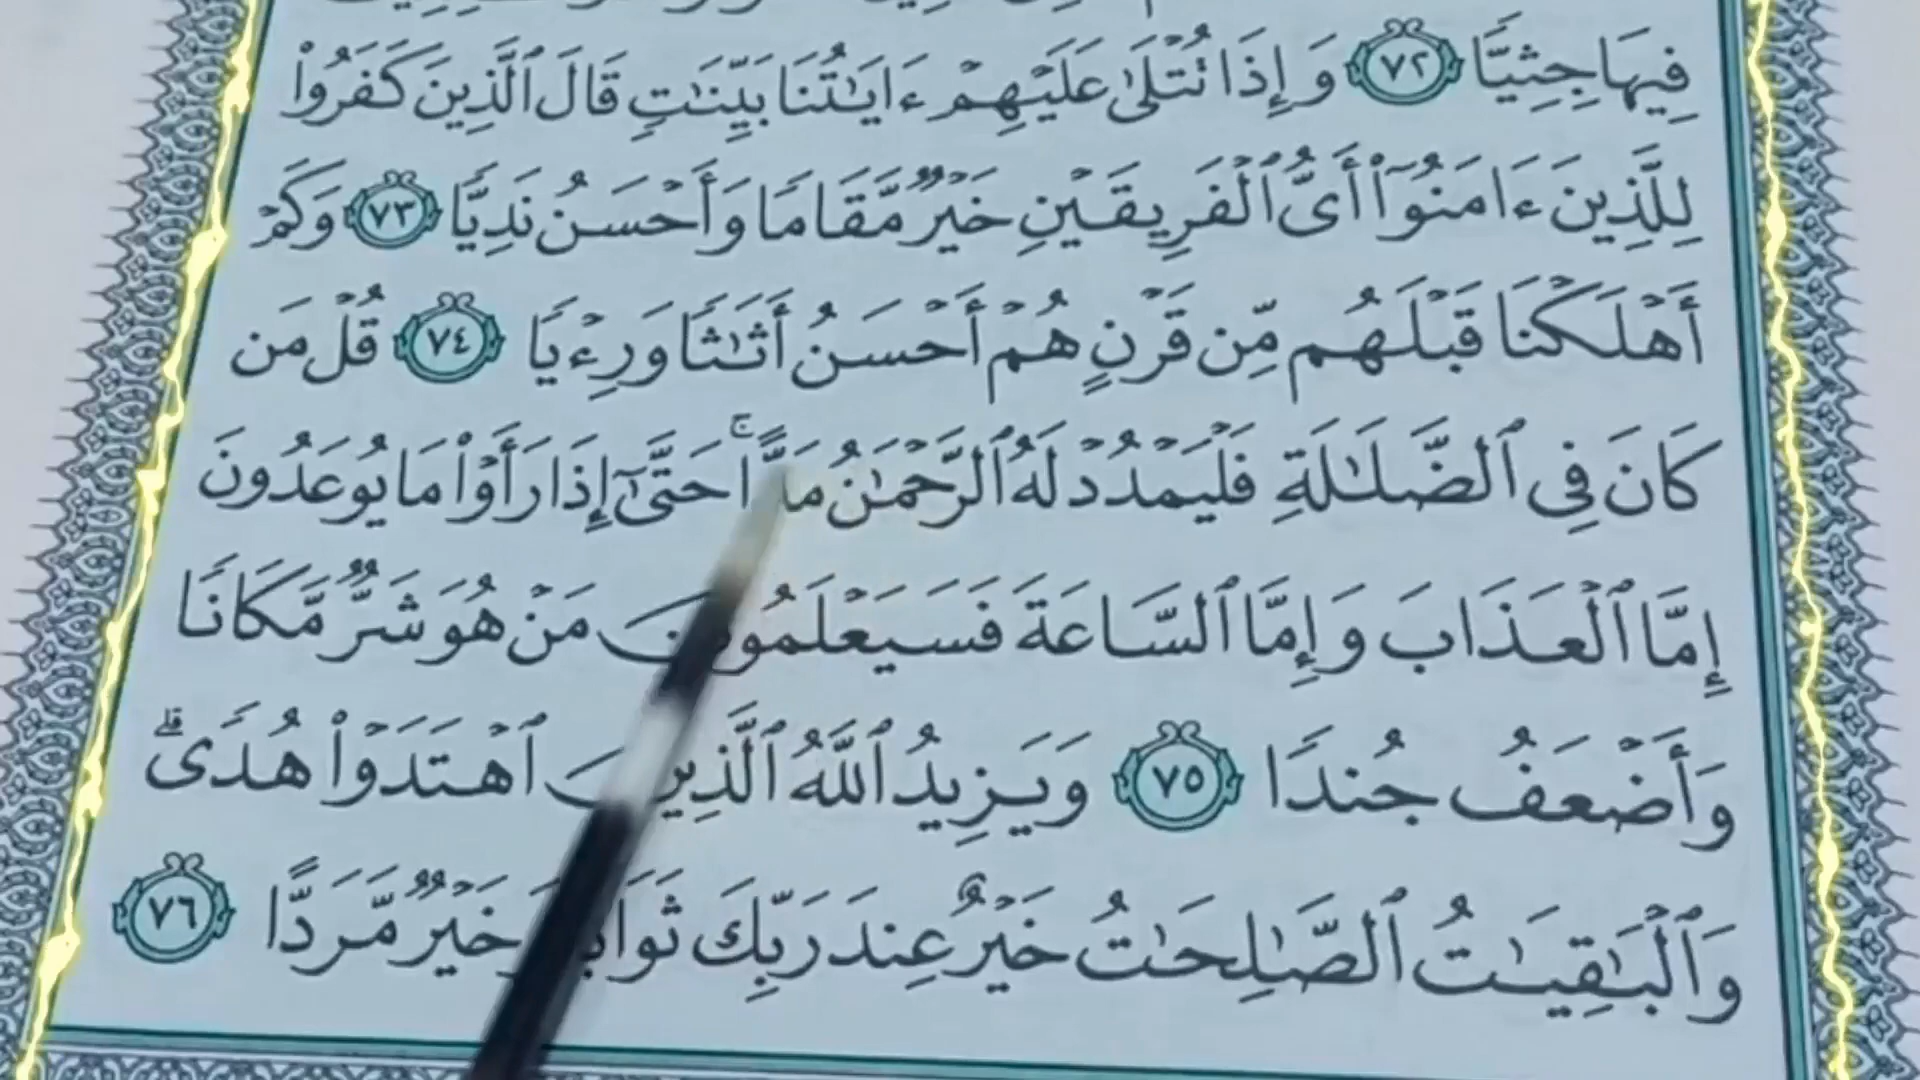 فِيهَا جِثِيًّا ٧٢ وَإِذَا تُتْلَىٰ عَلَيْهِمْ ءَايَٰتُنَا بَيِّنَٰتٍ قَالَ ٱلَّذِينَ كَفَرُوا۟
لِلَّذِينَ ءَامَنُوٓا۟ أَىُّ ٱلْفَرِيقَيْنِ خَيْرٌ مَّقَامًا وَأَحْسَنُ نَدِيًّا ٧٣ وَكَمْ
أَهْلَكْنَا قَبْلَهُم مِّن قَرْنٍ هُمْ أَحْسَنُ أَثَٰثًا وَرِءْيًا ٧٤ قُلْ مَن
كَانَ فِى ٱلضَّلَٰلَةِ فَلْيَمْدُدْ لَهُ ٱلرَّحْمَٰنُ مَدًّا ۚ حَتَّىٰٓ إِذَا رَأَوْا۟ مَا يُوعَدُونَ
إِمَّا ٱلْعَذَابَ وَإِمَّا ٱلسَّاعَةَ فَسَيَعْلَمُونَ مَنْ هُوَ شَرٌّ مَّكَانًا
وَأَضْعَفُ جُندًا ٧٥ وَيَزِيدُ ٱللَّهُ ٱلَّذِينَ ٱهْتَدَوْا۟ هُدًى ۗ
وَٱلْبَٰقِيَٰتُ ٱلصَّٰلِحَٰتُ خَيْرٌ عِندَ رَبِّكَ ثَوَابًا وَخَيْرٌ مَّرَدًّا ٧٦